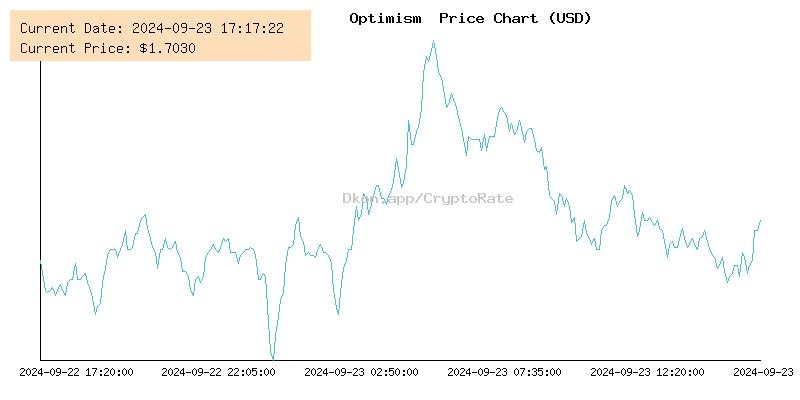 Optimism  Price Chart (USD)
Current Date: 2024-09-23 17:17:22
Current Price: $1.7030
Dkon.app/CryptoRate
2024-09-22 17:20:00 2024-09-22 22:05:00 2024-09-23 02:50:00 2024-09-23 07:35:00 2024-09-23 12:20:00 2024-09-23